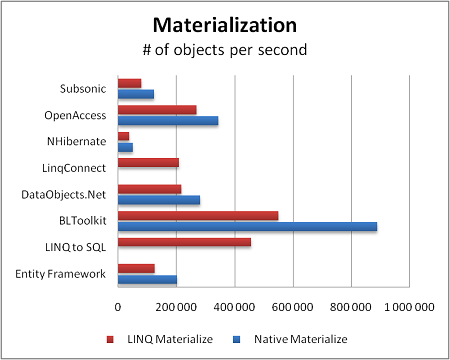 Materialization
# of objects per second
Subsonic
OpenAccess
NHibernate
LinqConnect
DataObjects.Net
BLToolkit
LINQ to SQL
Entity Framework
0 200 000 400 000 600 000 800 000 1 000 000
LINQ Materialize Native Materialize